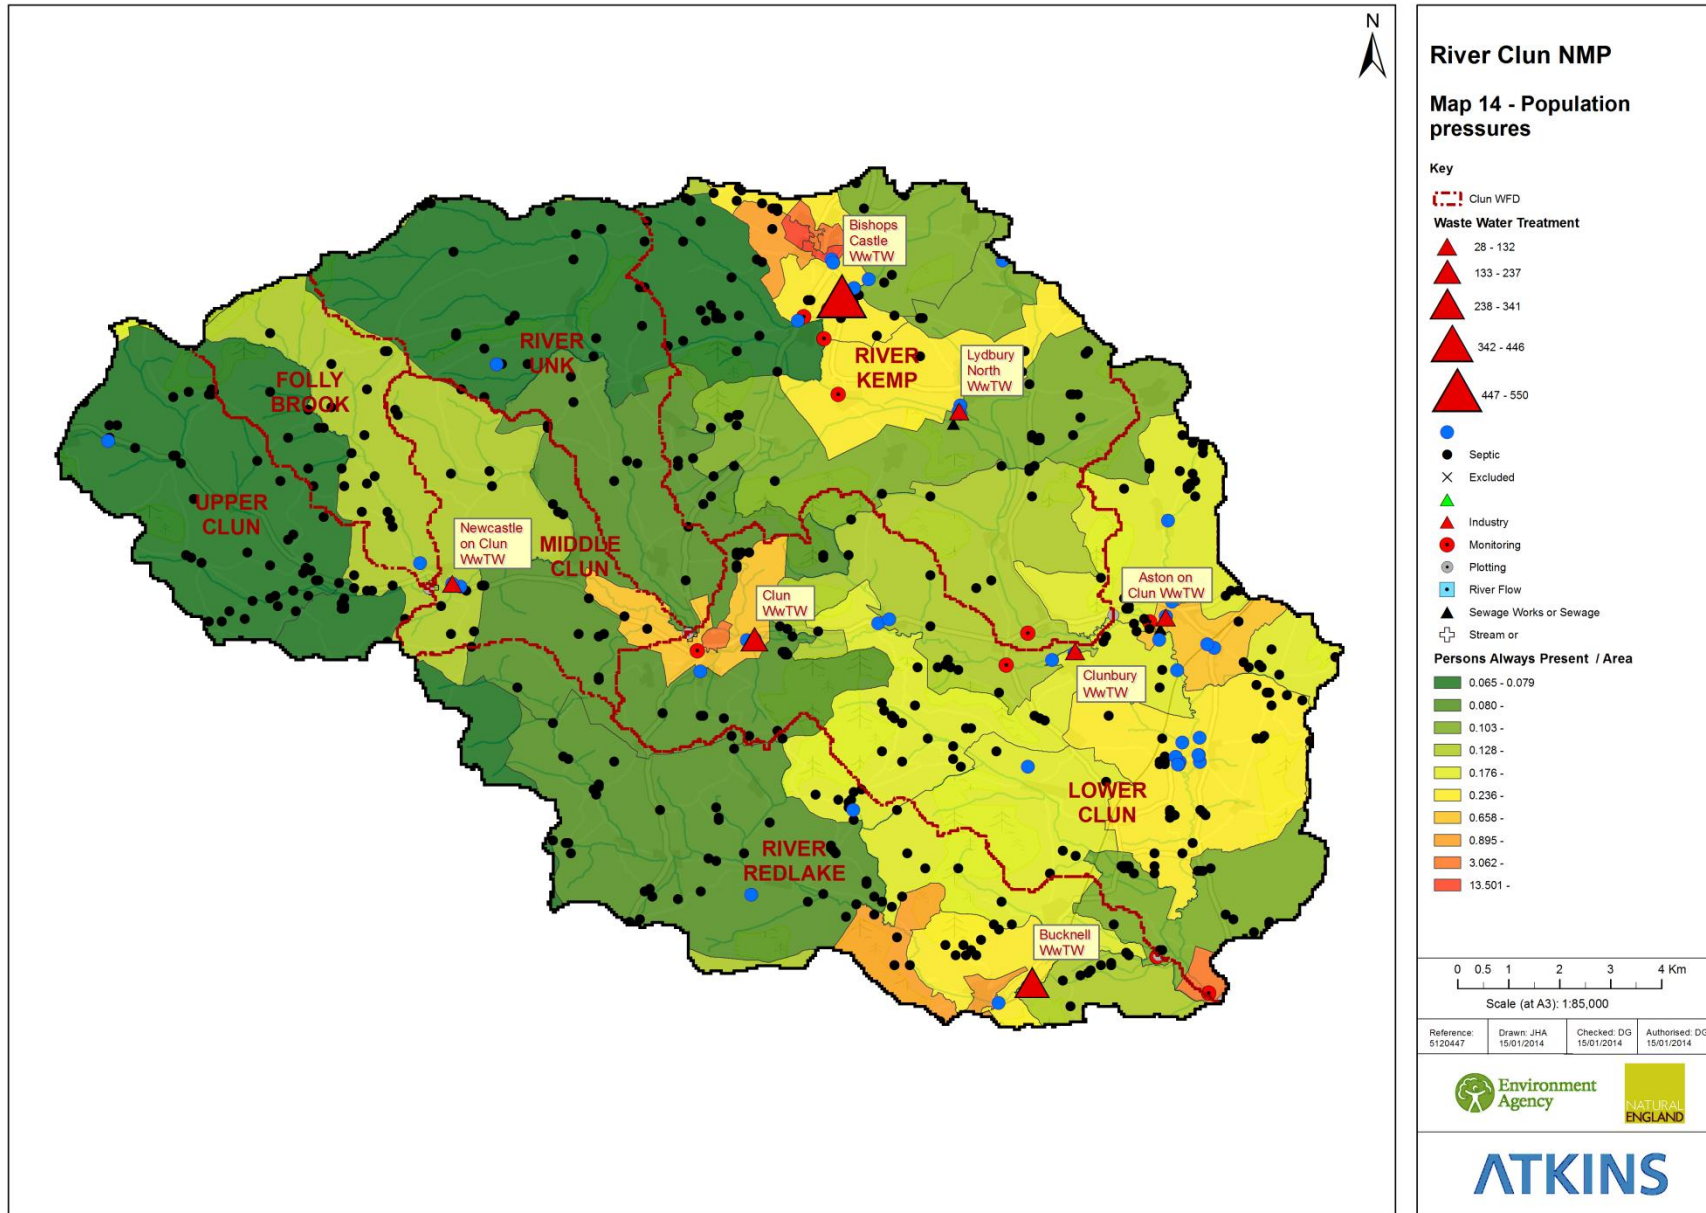 N
Bishops
Castle
WwTW
RIVER
UNK
RIVER
KEMP
Lydbury
North
WwTW
FOLLY
BROOK
UPPER
CLUN
Newcastle
on Clun
WwTW
MIDDLE
CLUN
Clun
WwTW
Aston on
Clun WwTW
Clunbury
WwTW
LOWER
CLUN
RIVER
REDLAKE
Bucknell
WwTW
River Clun NMP
Map 14 - Population
pressures
Key
Clun WFD
Waste Water Treatment
28 - 132
133 - 237
238 - 341
342 - 446
447 - 550
Septic
Excluded
Industry
Monitoring
Plotting
River Flow
Sewage Works or Sewage
Stream or
Persons Always Present / Area
0.065 - 0.079
0.080 -
0.103 -
0.128 -
0.176 -
0.236 -
0.658 -
0.895 -
3.062 -
13.501 -
0 0.5 1 2 3 4 Km
Scale (at A3): 1:85,000
Reference: 5120447
Drawn: JHA 15/01/2014
Checked: DG 15/01/2014
Authorised: DG 15/01/2014
Environment
Agency
NATURAL
ENGLAND
ATKINS